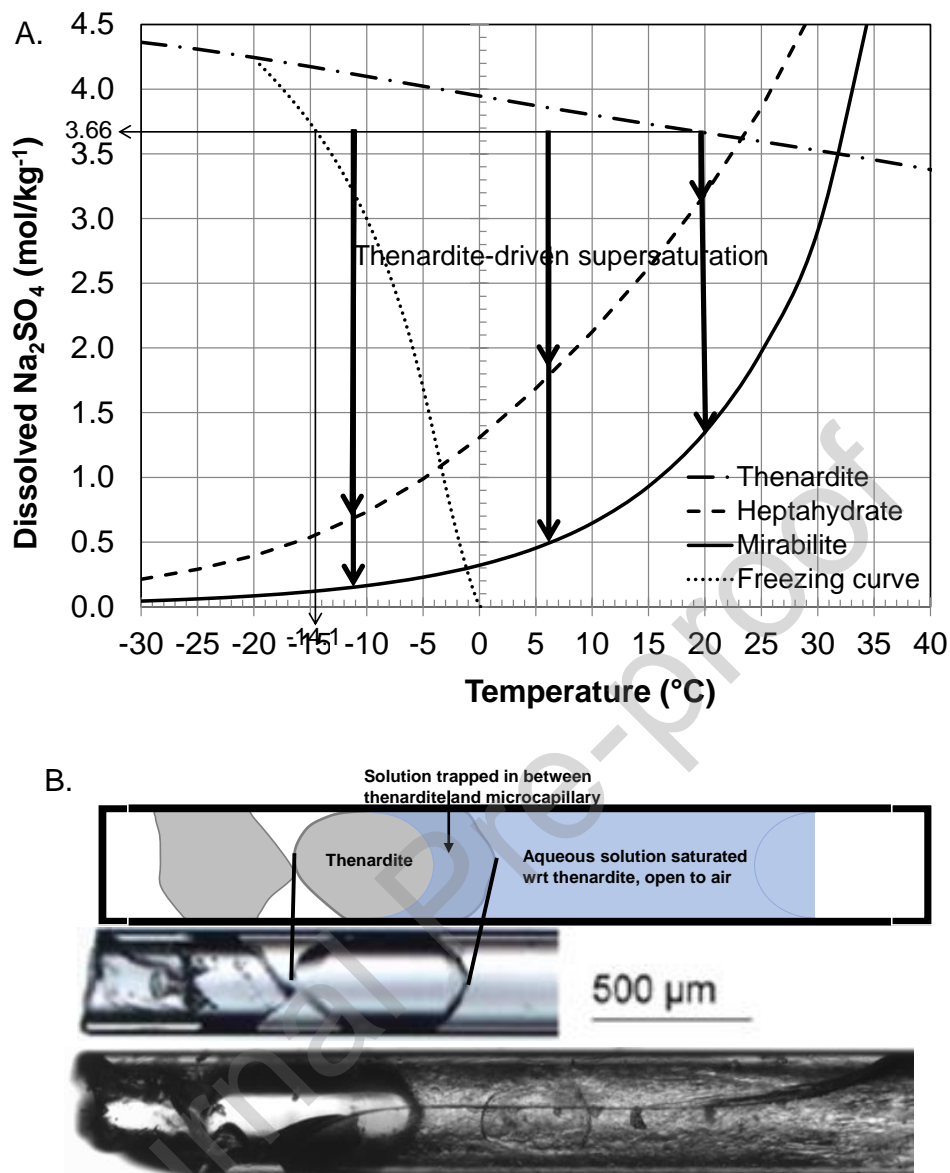 A.
4.5
4.0
3.66
3.5
3.0
2.5
2.0
1.5
1.0
0.5
0.0
Dissolved Na₂SO₄ (mol/kg⁻¹)
Thenardite-driven supersaturation
Thenardite
Heptahydrate
Mirabilite
Freezing curve
-30 -25 -20 -15 -14.1 -10 -5 0 5 10 15 20 25 30 35 40
Temperature (°C)
B.
Solution trapped in between
thenardite and microcapillary
Thenardite
Aqueous solution saturated
wrt thenardite, open to air
500 µm
Journal Pre-proof